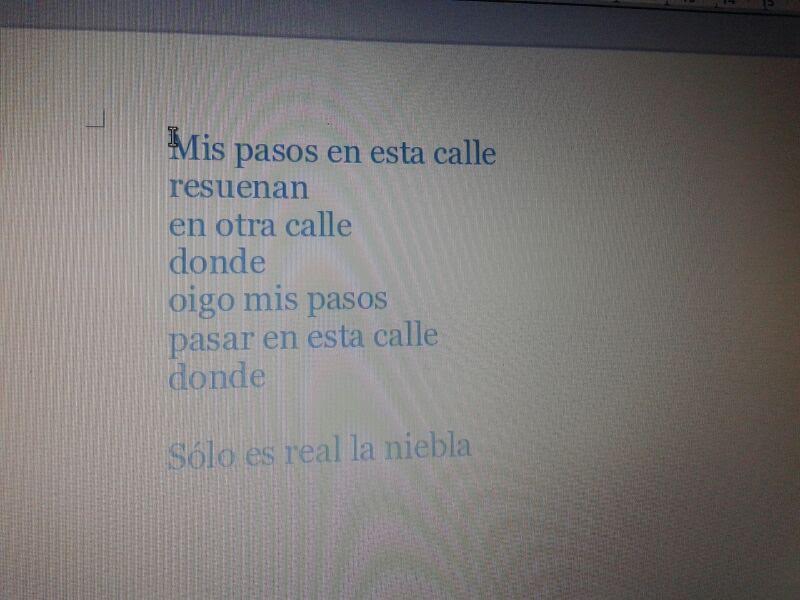 Mis pasos en esta calle
resuenan
en otra calle
donde
oigo mis pasos
pasar en esta calle
donde

Sólo es real la niebla